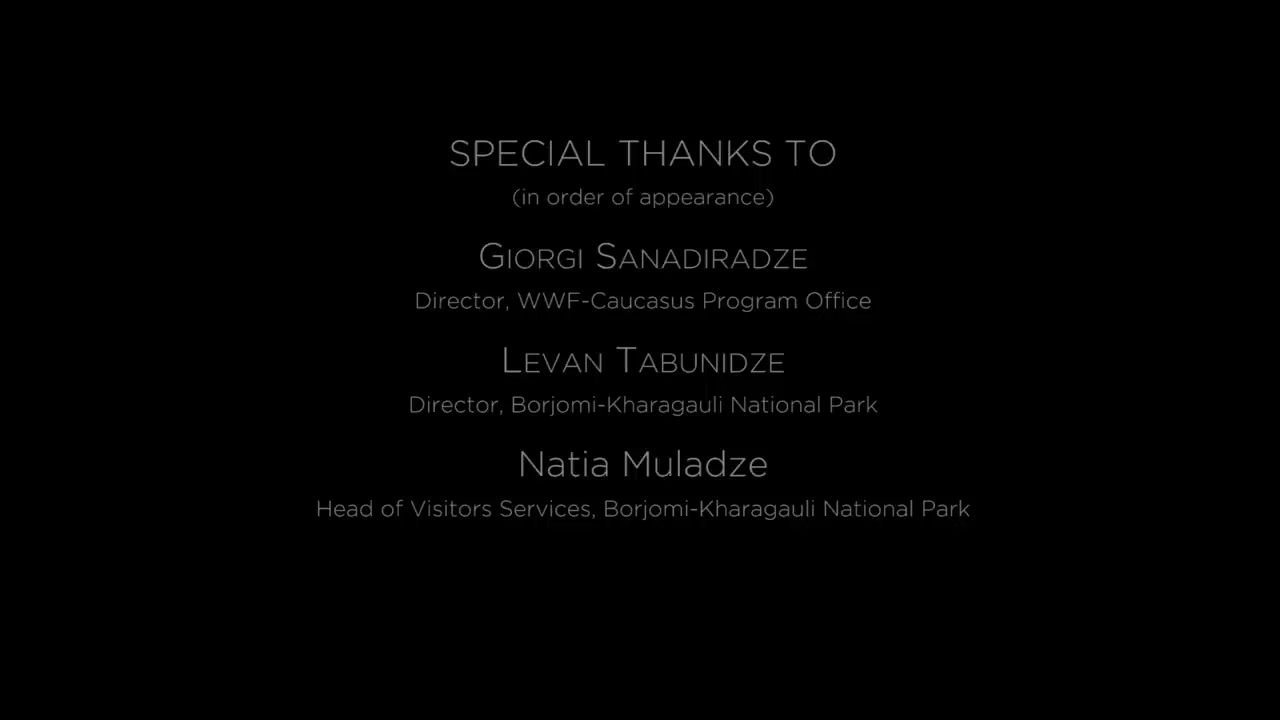 SPECIAL THANKS TO
(in order of appearance)
GIORGI SANADIRADZE
Director, WWF-Caucasus Program Office
LEVAN TABUNIDZE
Director, Borjomi-Kharagauli National Park
Natia Muladze
Head of Visitors Services, Borjomi-Kharagauli National Park